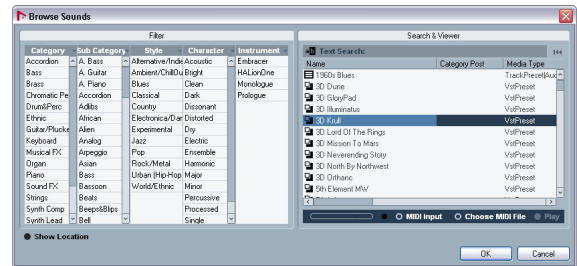 Browse Sounds
Filter
Category Sub Category Style Character Instrument
Accordion A. Bass Alternative/Indie Acoustic Embracer
Bass A. Guitar Ambient/ChillOu Bright HALionOne
Brass A. Piano Blues Clean Monologue
Chromatic Pe Accordion Classical Dark Prologue
Drum&Perc Adlibs Country Dissonant
Ethnic African Electronica/Dan Distorted
Guitar/Plucke Alien Experimental Dry
Keyboard Analog Jazz Electric
Musical FX Arpeggio Pop Ensemble
Organ Asian Rock/Metal Harmonic
Piano Bass Urban (Hip-Hop Major
Sound FX Bassoon World/Ethnic Minor
Strings Beats Percussive
Synth Comp Beeps&Blips Processed
Synth Lead Bell Single
Show Location
Search & Viewer
Text Search: 144
Name Category Post Media Type
1960s Blues TrackPreset|Aud
3D Dune VstPreset
3D GloryPad VstPreset
3D Illuminatus VstPreset
3D Krull VstPreset
3D Lord Of The Rings VstPreset
3D Mission To Mars VstPreset
3D Neverending Story VstPreset
3D North By Northwest VstPreset
3D Orthanc VstPreset
5th Element MW VstPreset
MIDI Input Choose MIDI File Play
OK Cancel